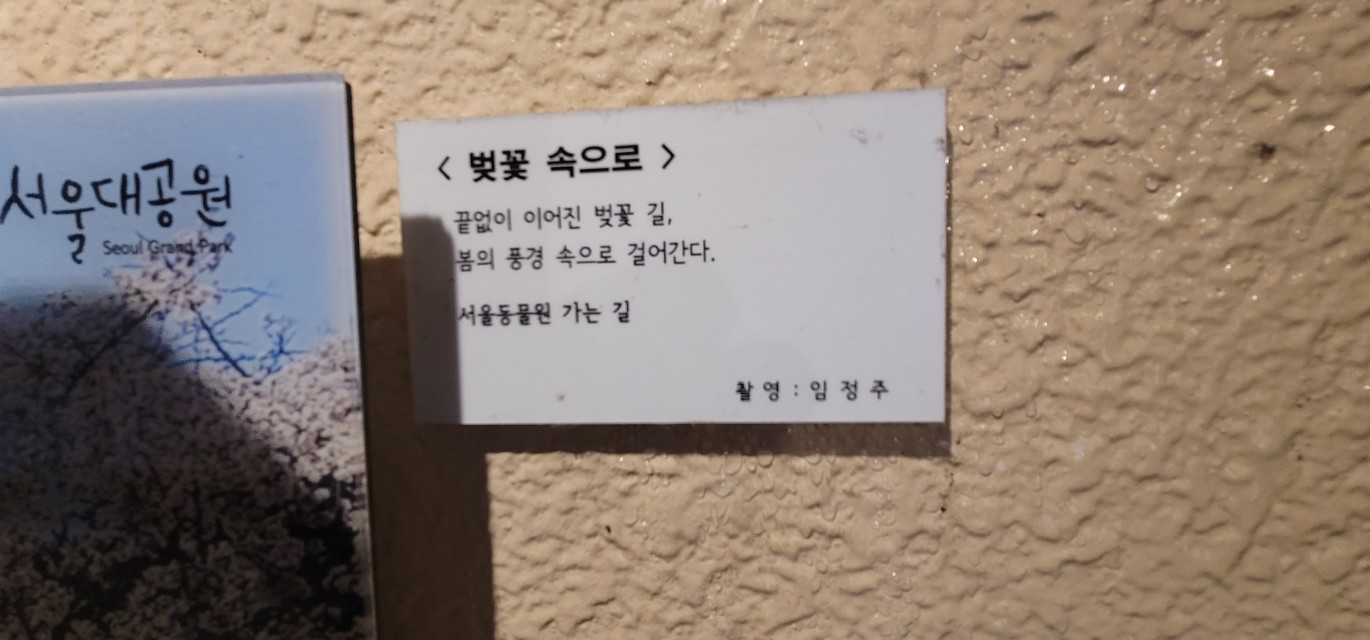 서울대공원
Seoul Grand Park
< 벚꽃 속으로 >
끝없이 이어진 벚꽃 길,
봄의 풍경 속으로 걸어간다.
서울동물원 가는 길
촬영 : 임정주